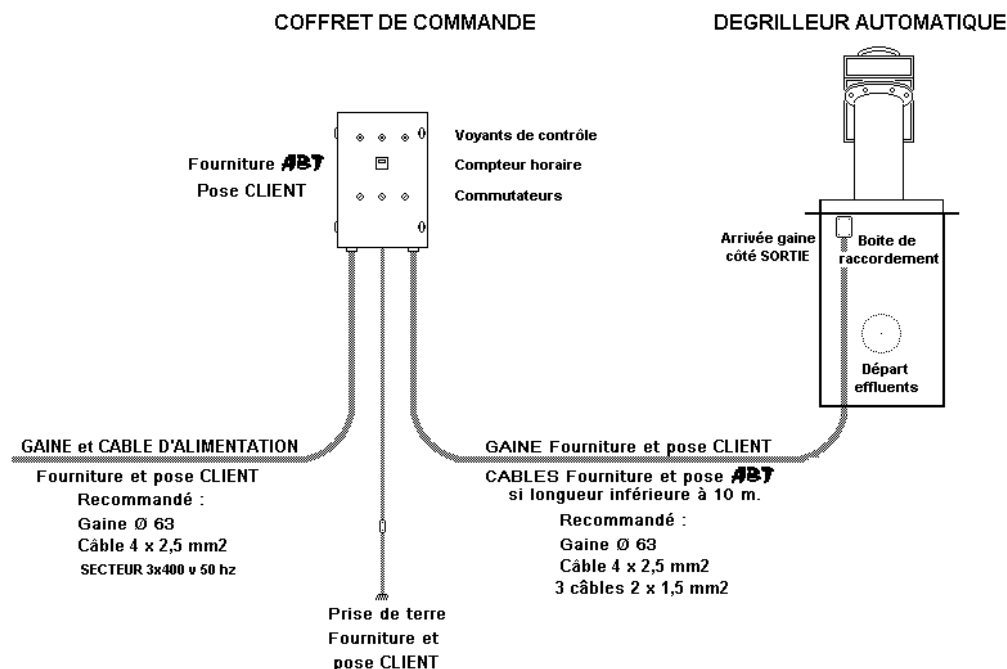 COFFRET DE COMMANDE
DEGRILLEUR AUTOMATIQUE
Fourniture ABT
Pose CLIENT
Voyants de contrôle
Compteur horaire
Commutateurs
Arrivée gaine
côté SORTIE
Boite de
raccordement
Départ
effluents
GAINE et CABLE D'ALIMENTATION
Fourniture et pose CLIENT
Recommandé :
Gaine Ø 63
Câble 4 x 2,5 mm2
SECTEUR 3x400 v 50 hz
GAINE Fourniture et pose CLIENT
CABLES Fourniture et pose ABT
si longueur inférieure à 10 m.
Recommandé :
Gaine Ø 63
Câble 4 x 2,5 mm2
3 câbles 2 x 1,5 mm2
Prise de terre
Fourniture et
pose CLIENT